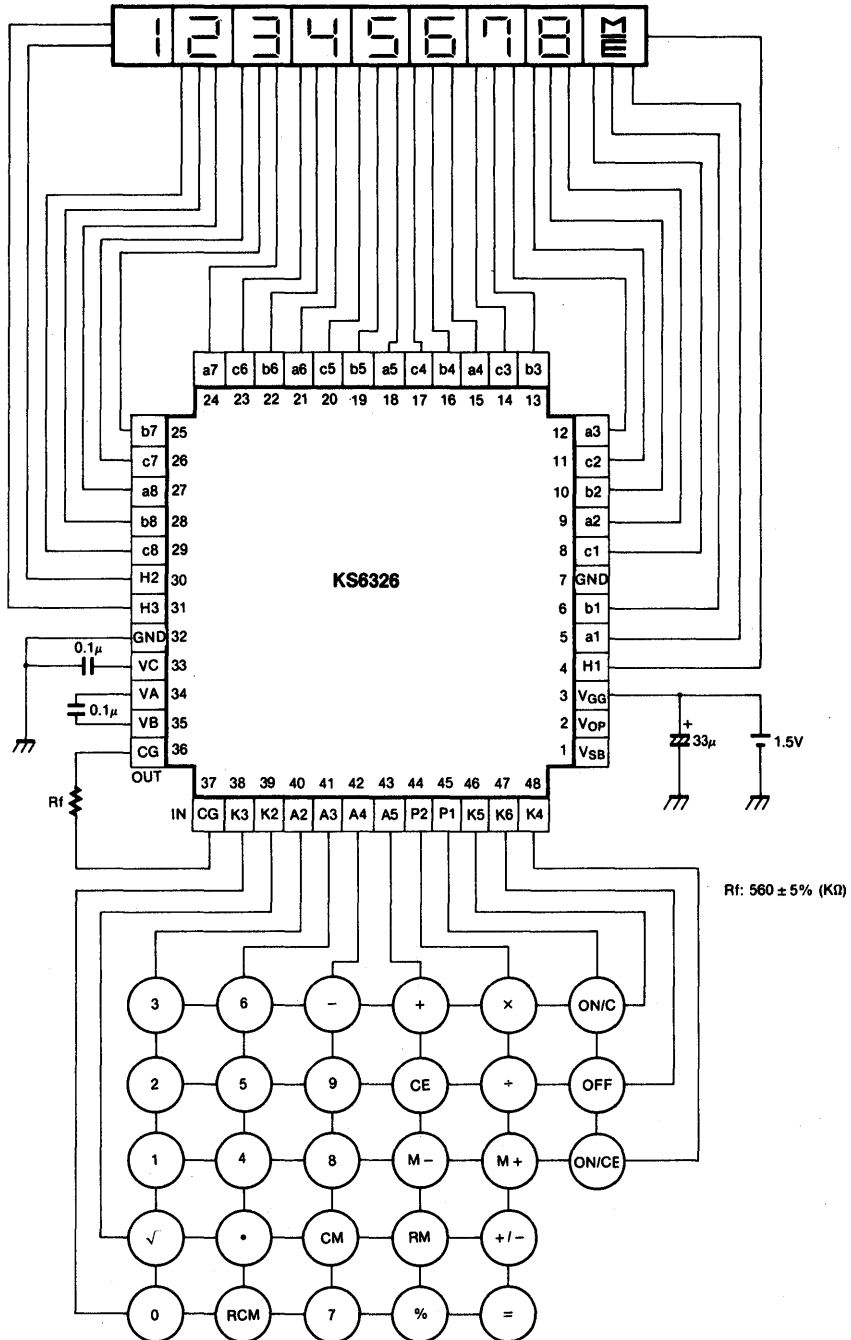 1 2 3 4 5 6 7 8 M E
a7 c6 b6 a6 c5 b5 a5 c4 b4 a4 c3 b3
24 23 22 21 20 19 18 17 16 15 14 13
b7 25 12 a3
c7 26 11 c2
a8 27 10 b2
b8 28 9 a2
c8 29 8 c1
H2 30 KS6326 7 GND
H3 31 6 b1
GND 32 5 a1
0.1μ VC 33 4 H1
VA 34 3 VGG
0.1μ VB 35 2 VOP + 33μ 1.5V
CG 36 1 VSB
OUT 37 38 39 40 41 42 43 44 45 46 47 48
Rf IN CG K3 K2 A2 A3 A4 A5 P2 P1 K5 K6 K4
Rf: 560 ± 5% (KΩ)
3 6 − + × ON/C
2 5 9 CE ÷ OFF
1 4 8 M− M+ ON/CE
√ • CM RM +/−
0 RCM 7 % =